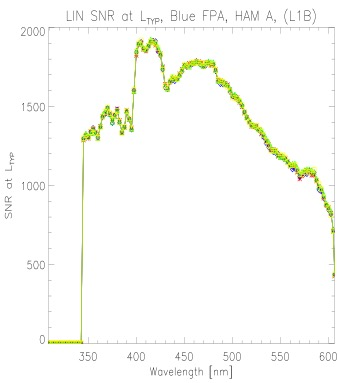 LIN SNR at LTYP, Blue FPA, HAM A, (L1B)
2000
1500
1000
500
0
SNR at LTYP
350 400 450 500 550 600
Wavelength [nm]